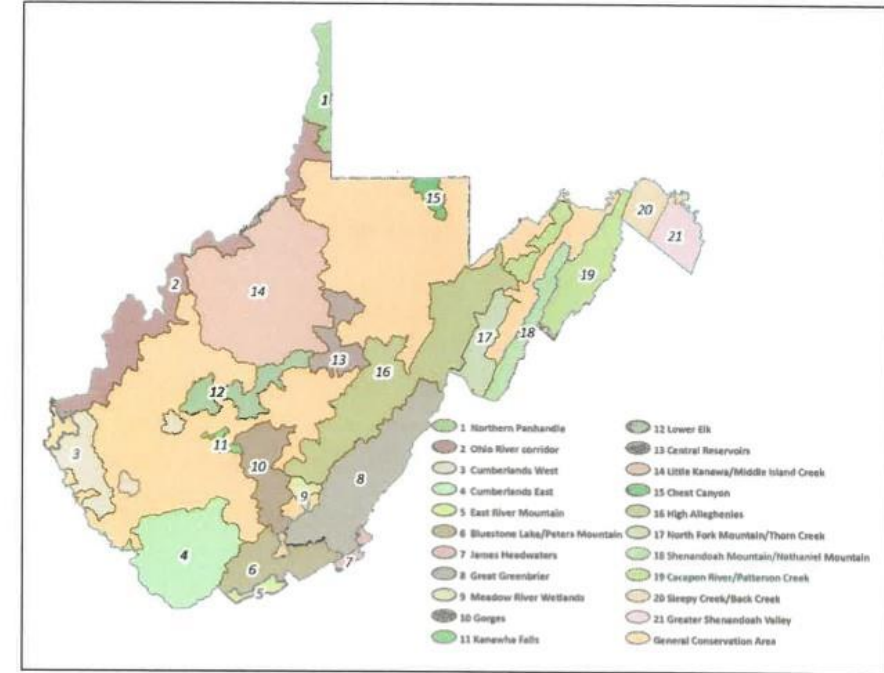 1
15
20
21
19
2
14
18
17
13
16
12
11
3
10
8
9
4
6
7
5
1 Northern Panhandle
2 Ohio River corridor
3 Cumberlands West
4 Cumberlands East
5 East River Mountain
6 Bluestone Lake/Peters Mountain
7 James Headwaters
8 Great Greenbrier
9 Meadow River Wetlands
10 Gorges
11 Kanawha Falls
12 Lower Elk
13 Central Reservoirs
14 Little Kanawa/Middle Island Creek
15 Cheat Canyon
16 High Alleghenies
17 North Fork Mountain/Thorn Creek
18 Shenandoah Mountain/Nathaniel Mountain
19 Cacapon River/Patterson Creek
20 Sleepy Creek/Back Creek
21 Greater Shenandoah Valley
General Conservation Area